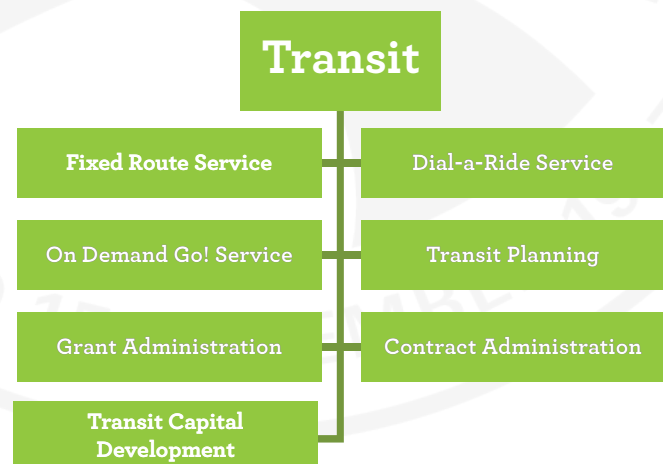 Transit
Fixed Route Service
Dial-a-Ride Service
On Demand Go! Service
Transit Planning
Grant Administration
Contract Administration
Transit Capital
Development